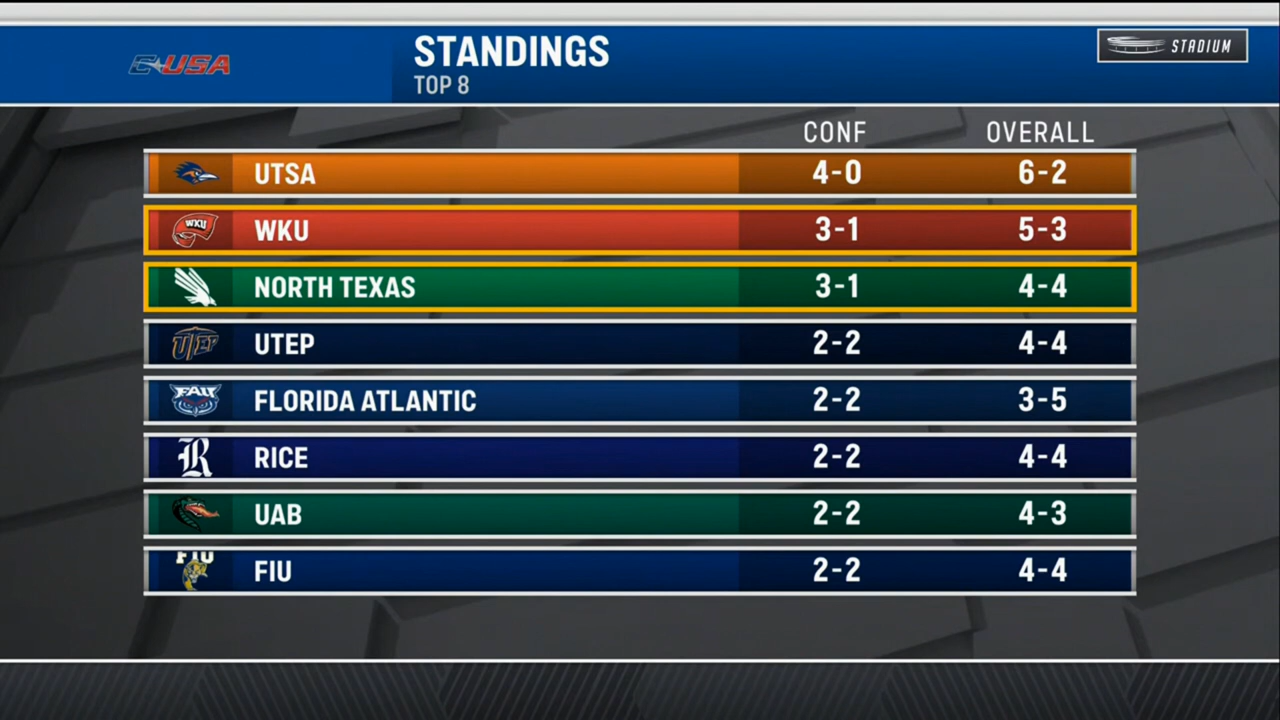 C-USA
STANDINGS
TOP 8
STADIUM
CONF OVERALL
UTSA 4-0 6-2
WKU WKU 3-1 5-3
NORTH TEXAS 3-1 4-4
UTEP UTEP 2-2 4-4
FAU FLORIDA ATLANTIC 2-2 3-5
R RICE 2-2 4-4
UAB 2-2 4-3
FIU FIU 2-2 4-4